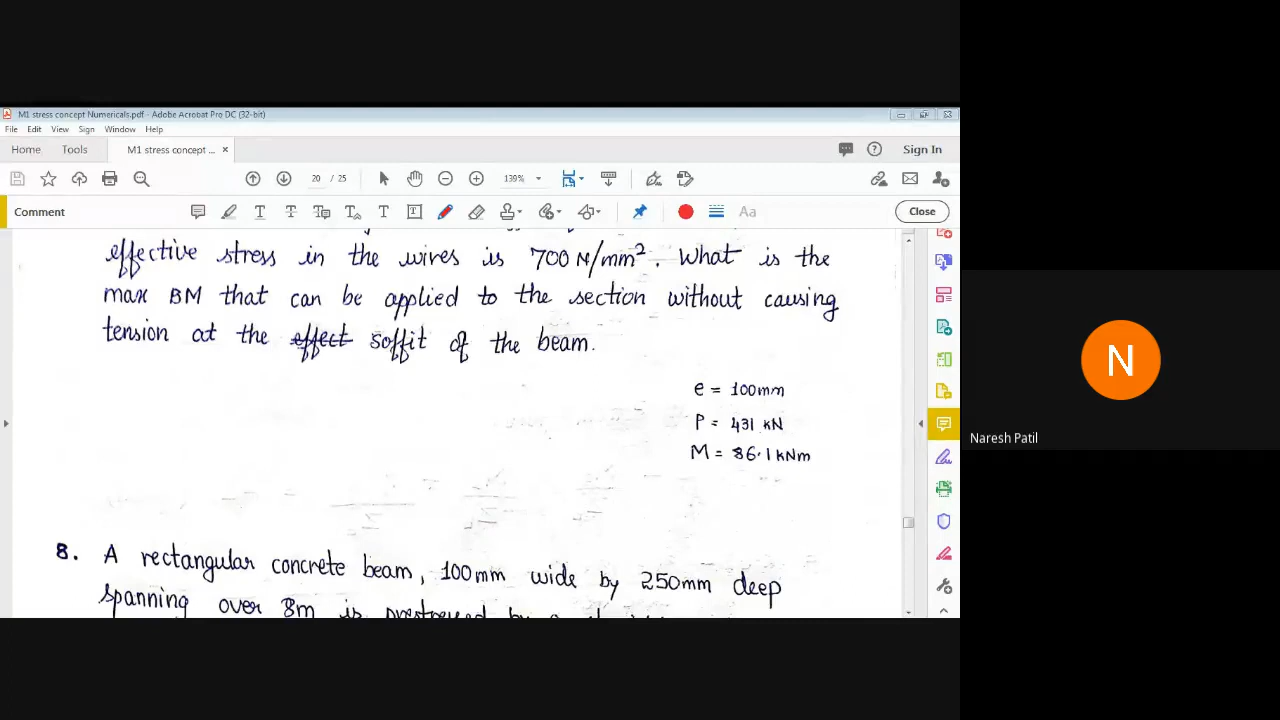 M1 stress concept Numericals.pdf - Adobe Acrobat Pro DC (32-bit)
File Edit View Sign Window Help
Home Tools M1 stress concept ... x Sign In
20 / 25 139%
Comment Close
effective stress in the wires is 700 N/mm². What is the
max BM that can be applied to the section without causing
tension at the effect soffit of the beam.
e = 100mm
P = 431 kN
M = 86.1 kNm
8. A rectangular concrete beam, 100mm wide by 250mm deep
spanning over 8m is
N
Naresh Patil